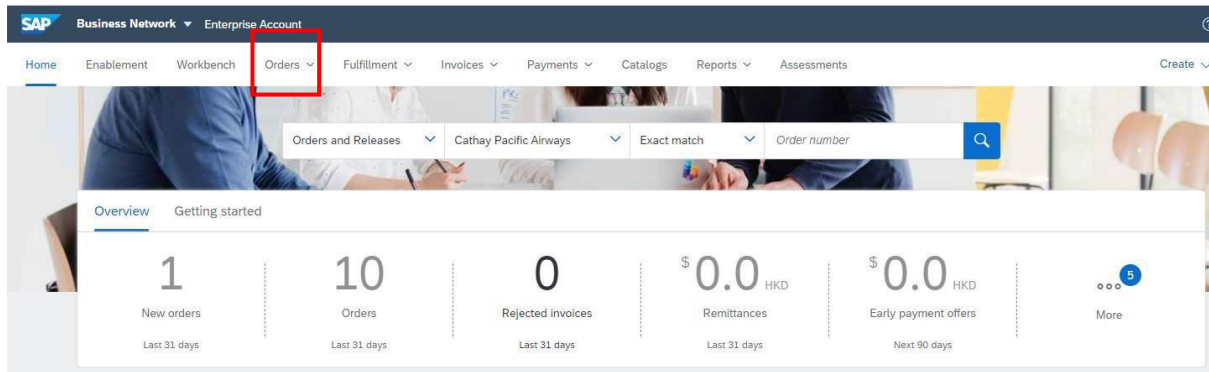 SAP Business Network Enterprise Account
Home Enablement Workbench Orders Fulfillment Invoices Payments Catalogs Reports Assessments Create
Orders and Releases Cathay Pacific Airways Exact match Order number
Overview Getting started
1 10 0 $ 0.0 HKD $ 0.0 HKD 5
New orders Orders Rejected invoices Remittances Early payment offers More
Last 31 days Last 31 days Last 31 days Last 31 days Next 90 days